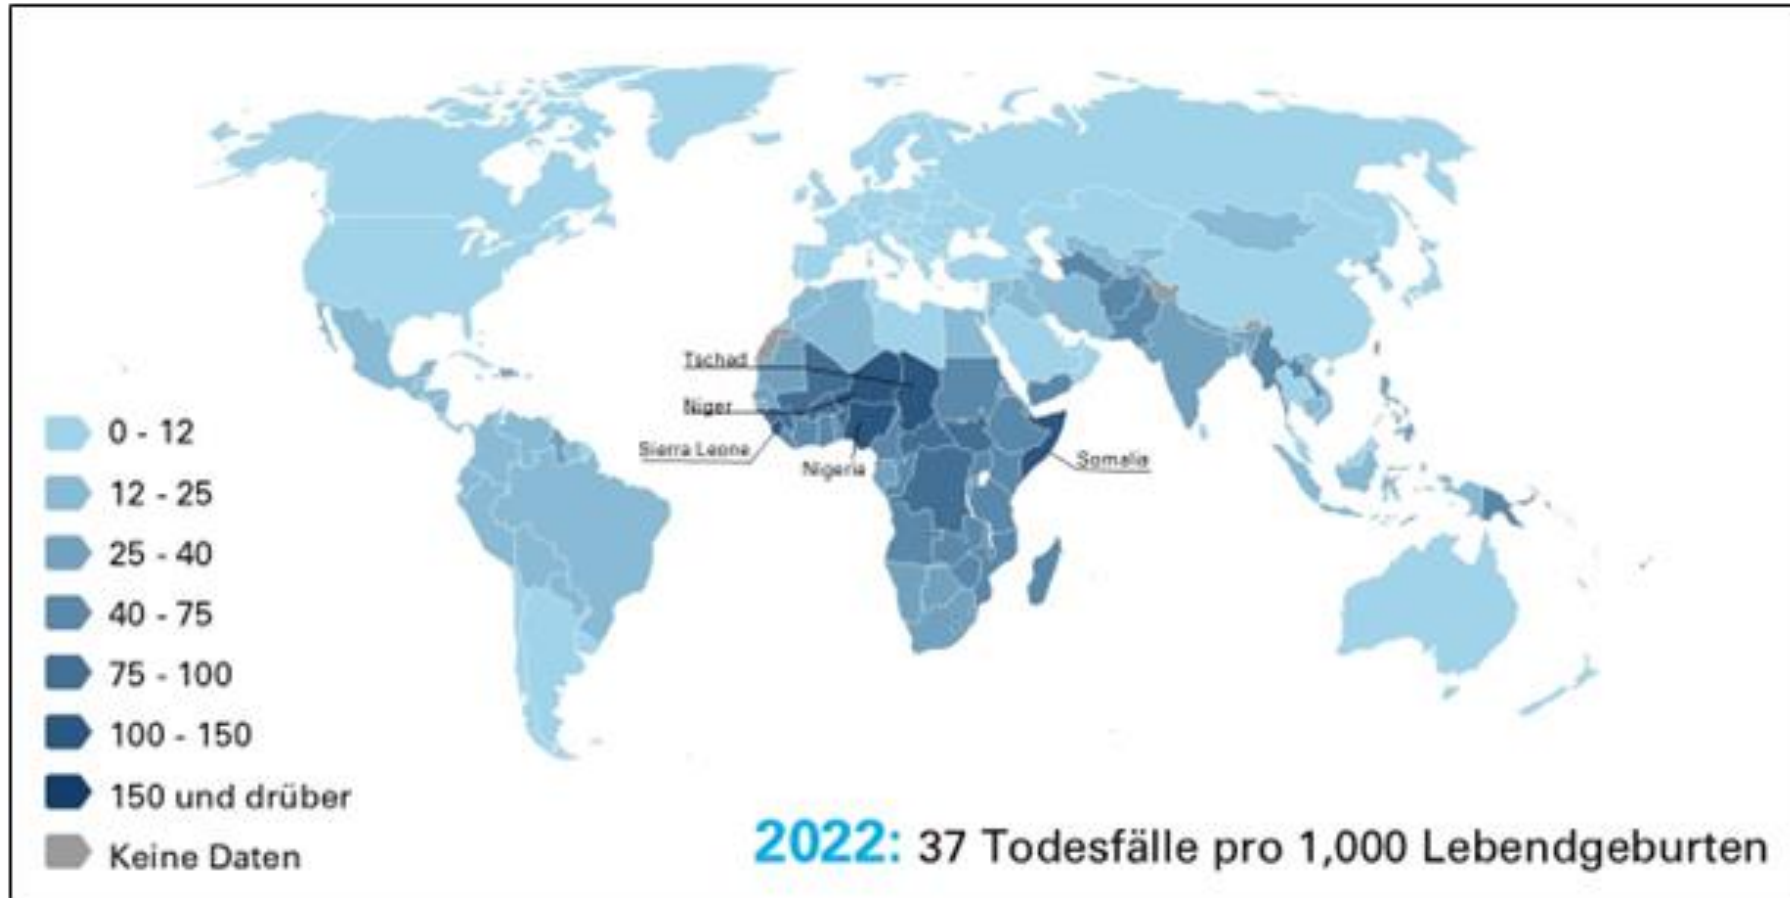 Tschad
Niger
Sierra Leone
Nigeria
Somalia
0 - 12
12 - 25
25 - 40
40 - 75
75 - 100
100 - 150
150 und drüber
Keine Daten
2022: 37 Todesfälle pro 1,000 Lebendgeburten